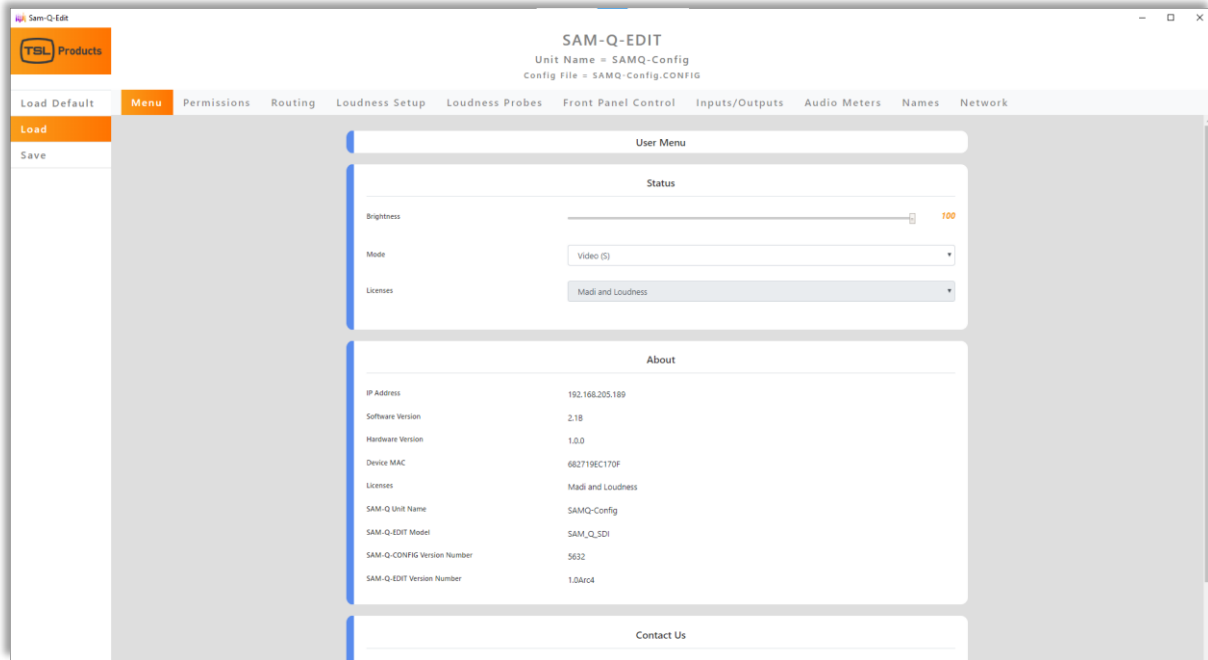 Sam-Q-Edit
TSL Products
SAM-Q-EDIT
Unit Name = SAMQ-Config
Config File = SAMQ-Config.CONFIG
Load Default
Load
Save
Menu Permissions Routing Loudness Setup Loudness Probes Front Panel Control Inputs/Outputs Audio Meters Names Network
User Menu
Status
Brightness 100
Mode Video (S)
Licenses Madi and Loudness
About
IP Address 192.168.205.189
Software Version 2.18
Hardware Version 1.0.0
Device MAC 682719EC170F
Licenses Madi and Loudness
SAM-Q Unit Name SAMQ-Config
SAM-Q-EDIT Model SAM_Q_SDI
SAM-Q-CONFIG Version Number 5632
SAM-Q-EDIT Version Number 1.0Arc4
Contact Us